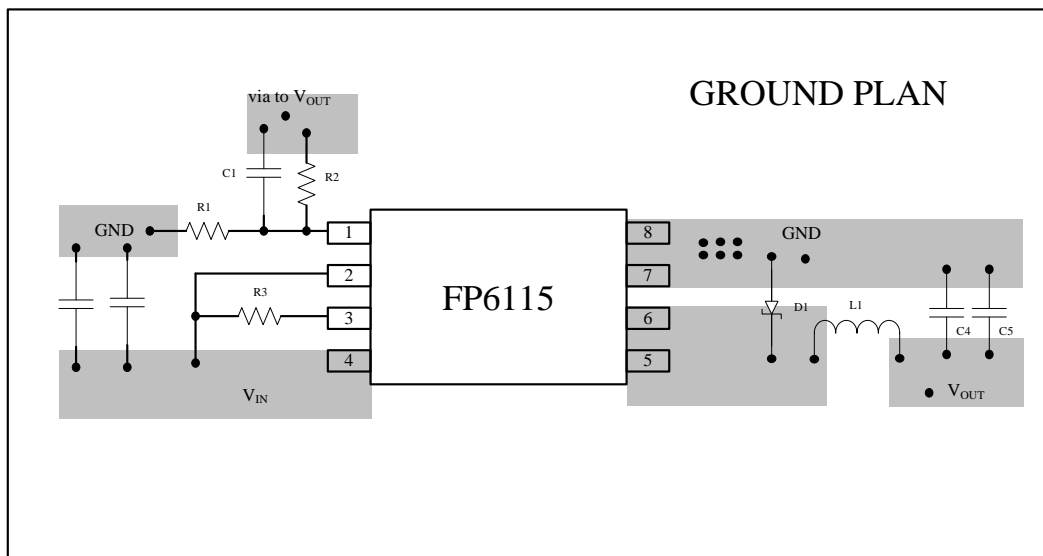 GROUND PLAN
via to VOUT
C1
R2
R1
GND
1
8
GND
2
7
FP6115
R3
3
6
D1
L1
C4
C5
4
5
VIN
VOUT